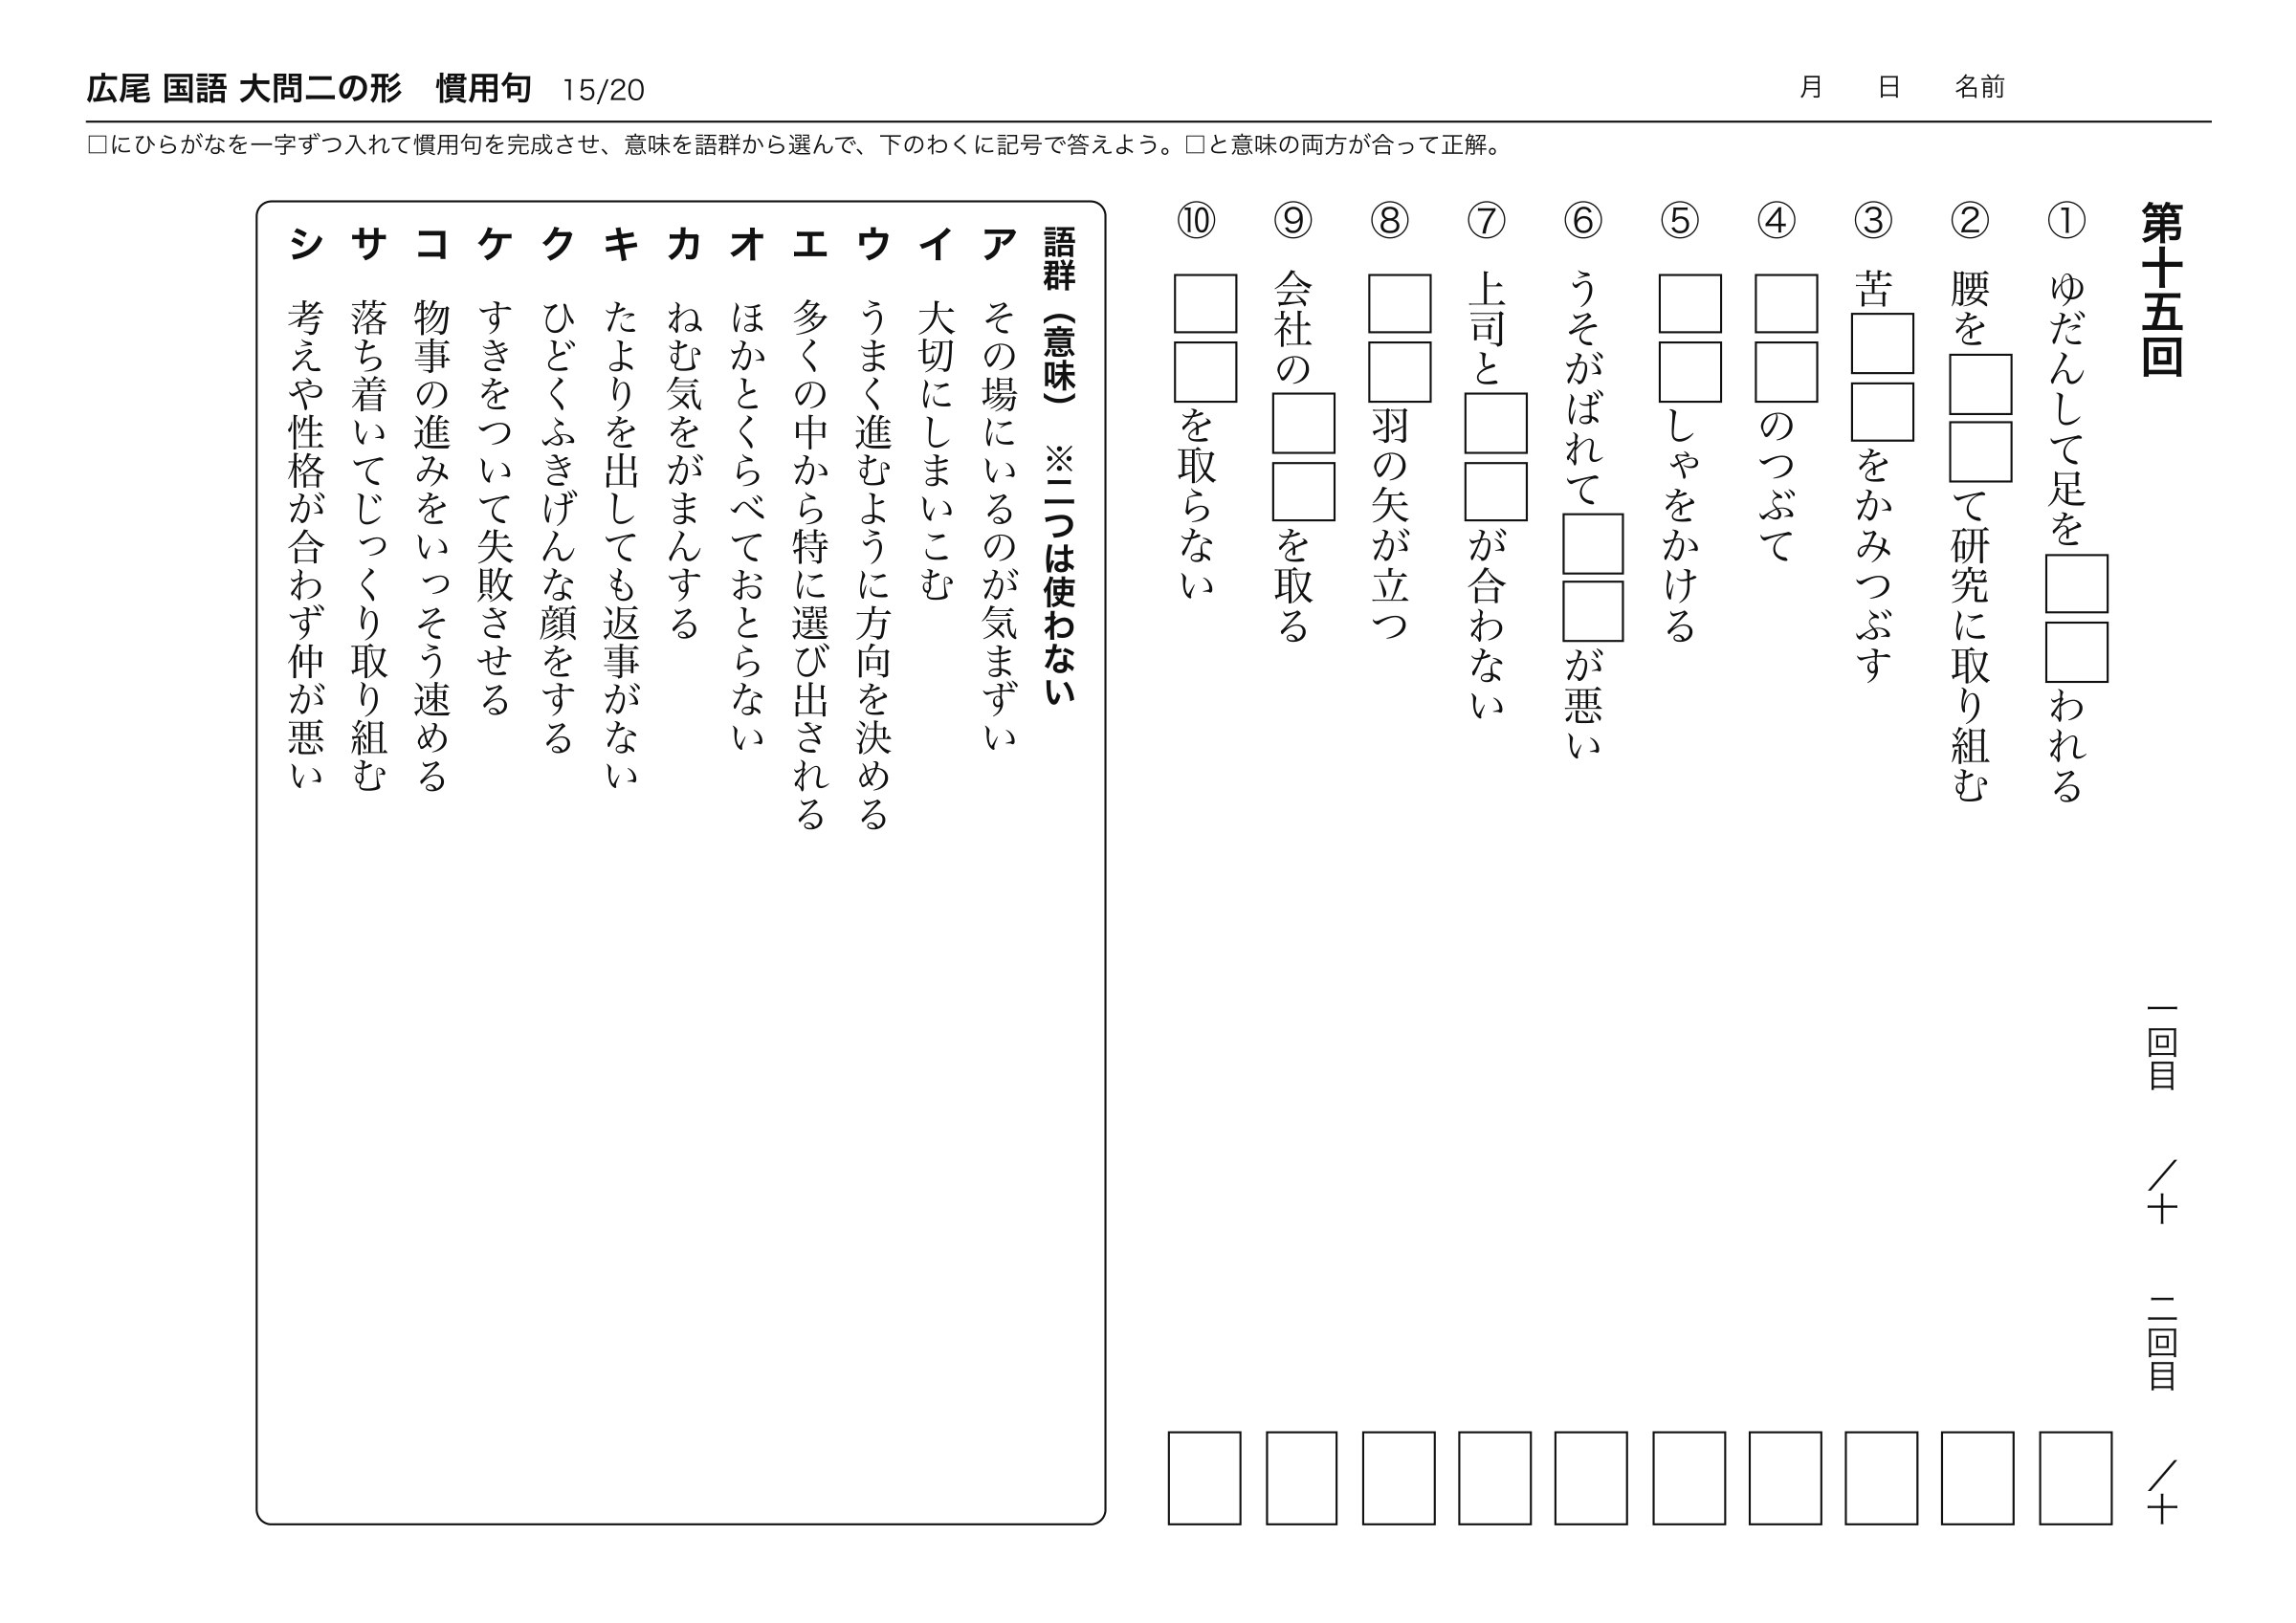 広尾 国語 大問二の形　慣用句　15/20
月　日　名前
□にひらがなを一字ずつ入れて慣用句を完成させ、意味を語群から選んで、下のわくに記号で答えよう。□と意味の両方が合って正解。
第十五回　一回目　／十　二回目　／十
① ゆだんして足を□□われる
② 腰を□□て研究に取り組む
③ 苦□□をかみつぶす
④ □□のつぶて
⑤ □□しゃをかける
⑥ うそがばれて□□が悪い
⑦ 上司と□□が合わない
⑧ □□羽の矢が立つ
⑨ 会社の□□を取る
⑩ □□を取らない
語群（意味）　※二つは使わない
ア　その場にいるのが気まずい
イ　大切にしまいこむ
ウ　うまく進むように方向を決める
エ　多くの中から特に選び出される
オ　ほかとくらべておとらない
カ　ねむ気をがまんする
キ　たよりを出しても返事がない
ク　ひどくふきげんな顔をする
ケ　すきをついて失敗させる
コ　物事の進みをいっそう速める
サ　落ち着いてじっくり取り組む
シ　考えや性格が合わず仲が悪い